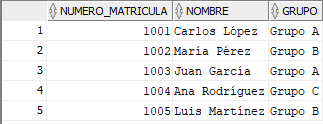 NUMERO_MATRICULA NOMBRE GRUPO
1 1001 Carlos López Grupo A
2 1002 María Pérez Grupo B
3 1003 Juan García Grupo A
4 1004 Ana Rodríguez Grupo C
5 1005 Luis Martínez Grupo B